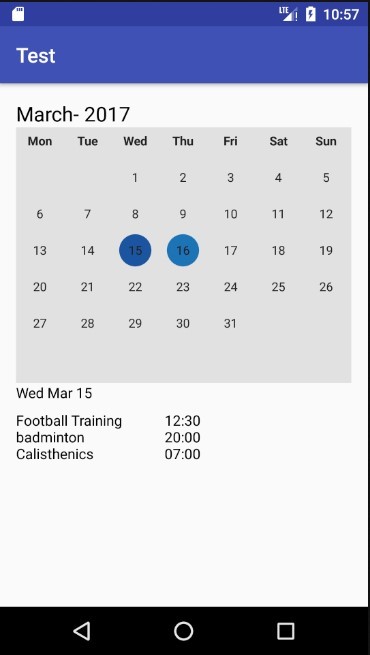 LTE 10:57
Test
March- 2017
Mon Tue Wed Thu Fri Sat Sun
1 2 3 4 5
6 7 8 9 10 11 12
13 14 15 16 17 18 19
20 21 22 23 24 25 26
27 28 29 30 31
Wed Mar 15
Football Training 12:30
badminton 20:00
Calisthenics 07:00